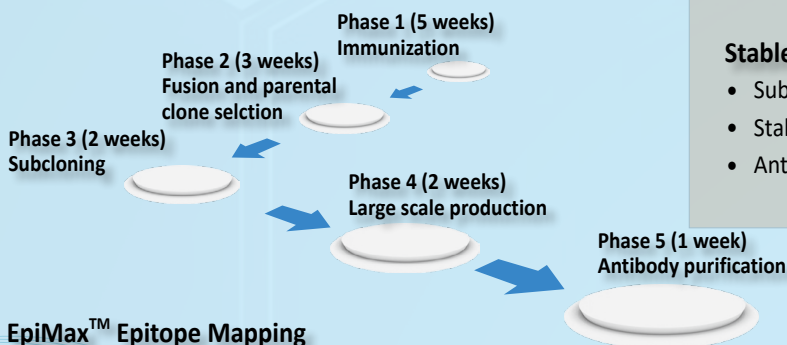 Phase 1 (5 weeks)
Immunization
Phase 2 (3 weeks)
Fusion and parental
clone selction
Phase 3 (2 weeks)
Subcloning
Phase 4 (2 weeks)
Large scale production
Phase 5 (1 week)
Antibody purification
EpiMax™ Epitope Mapping
Stable
• Sub
• Stal
• Ant